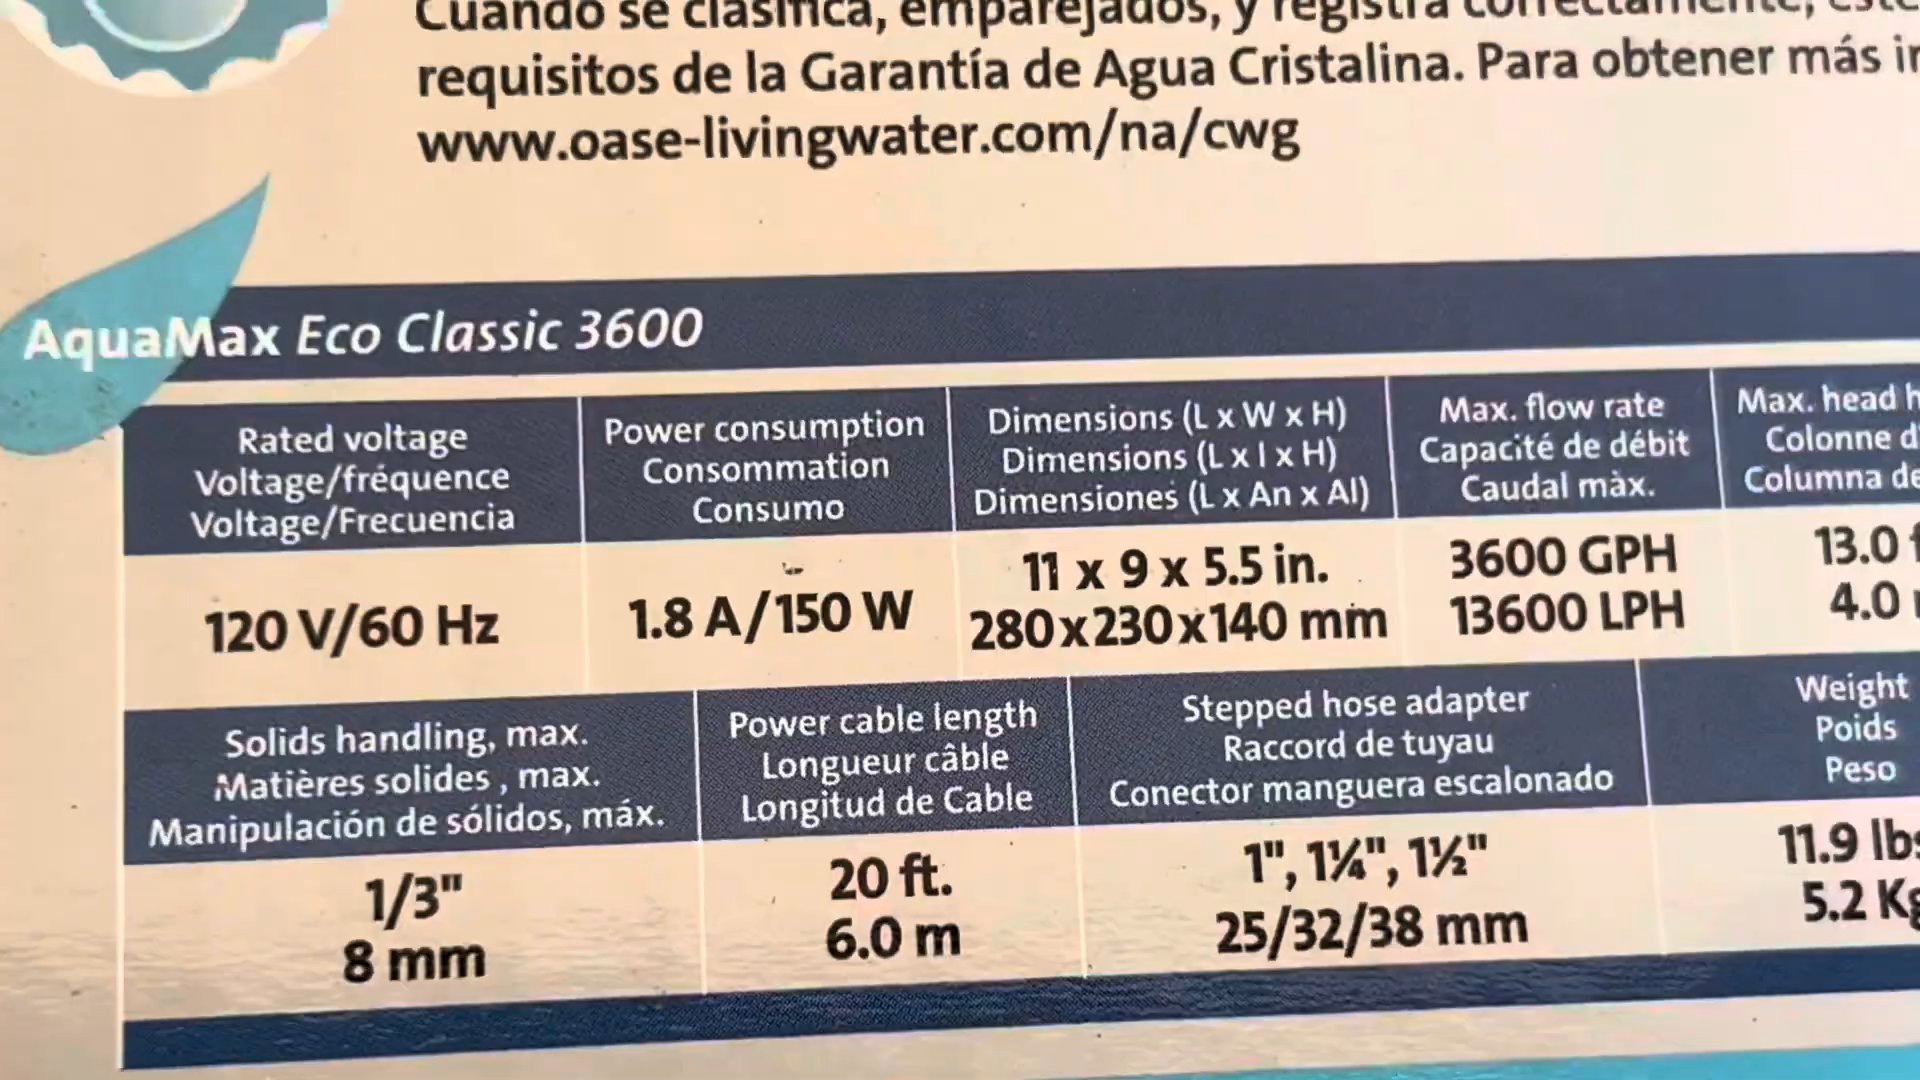 Cuando se clasifica, emparejados, y registra correctamente,
requisitos de la Garantía de Agua Cristalina. Para obtener más
www.oase-livingwater.com/na/cwg
AquaMax Eco Classic 3600
Rated voltage
Voltage/fréquence
Voltage/Frecuencia
Power consumption
Consommation
Consumo
Dimensions (L x W x H)
Dimensions (L x l x H)
Dimensiones (L x An x Al)
Max. flow rate
Capacité de débit
Caudal màx.
Max. head
Colonne
Columna
120 V/60 Hz
1.8 A/150 W
11 x 9 x 5.5 in.
280x230x140 mm
3600 GPH
13600 LPH
13.0
4.0
Solids handling, max.
Matières solides , max.
Manipulación de sólidos, máx.
Power cable length
Longueur câble
Longitud de Cable
Stepped hose adapter
Raccord de tuyau
Conector manguera escalonado
Weight
Poids
Peso
1/3"
8 mm
20 ft.
6.0 m
1", 1¼", 1½"
25/32/38 mm
11.9 lbs
5.2 Kg